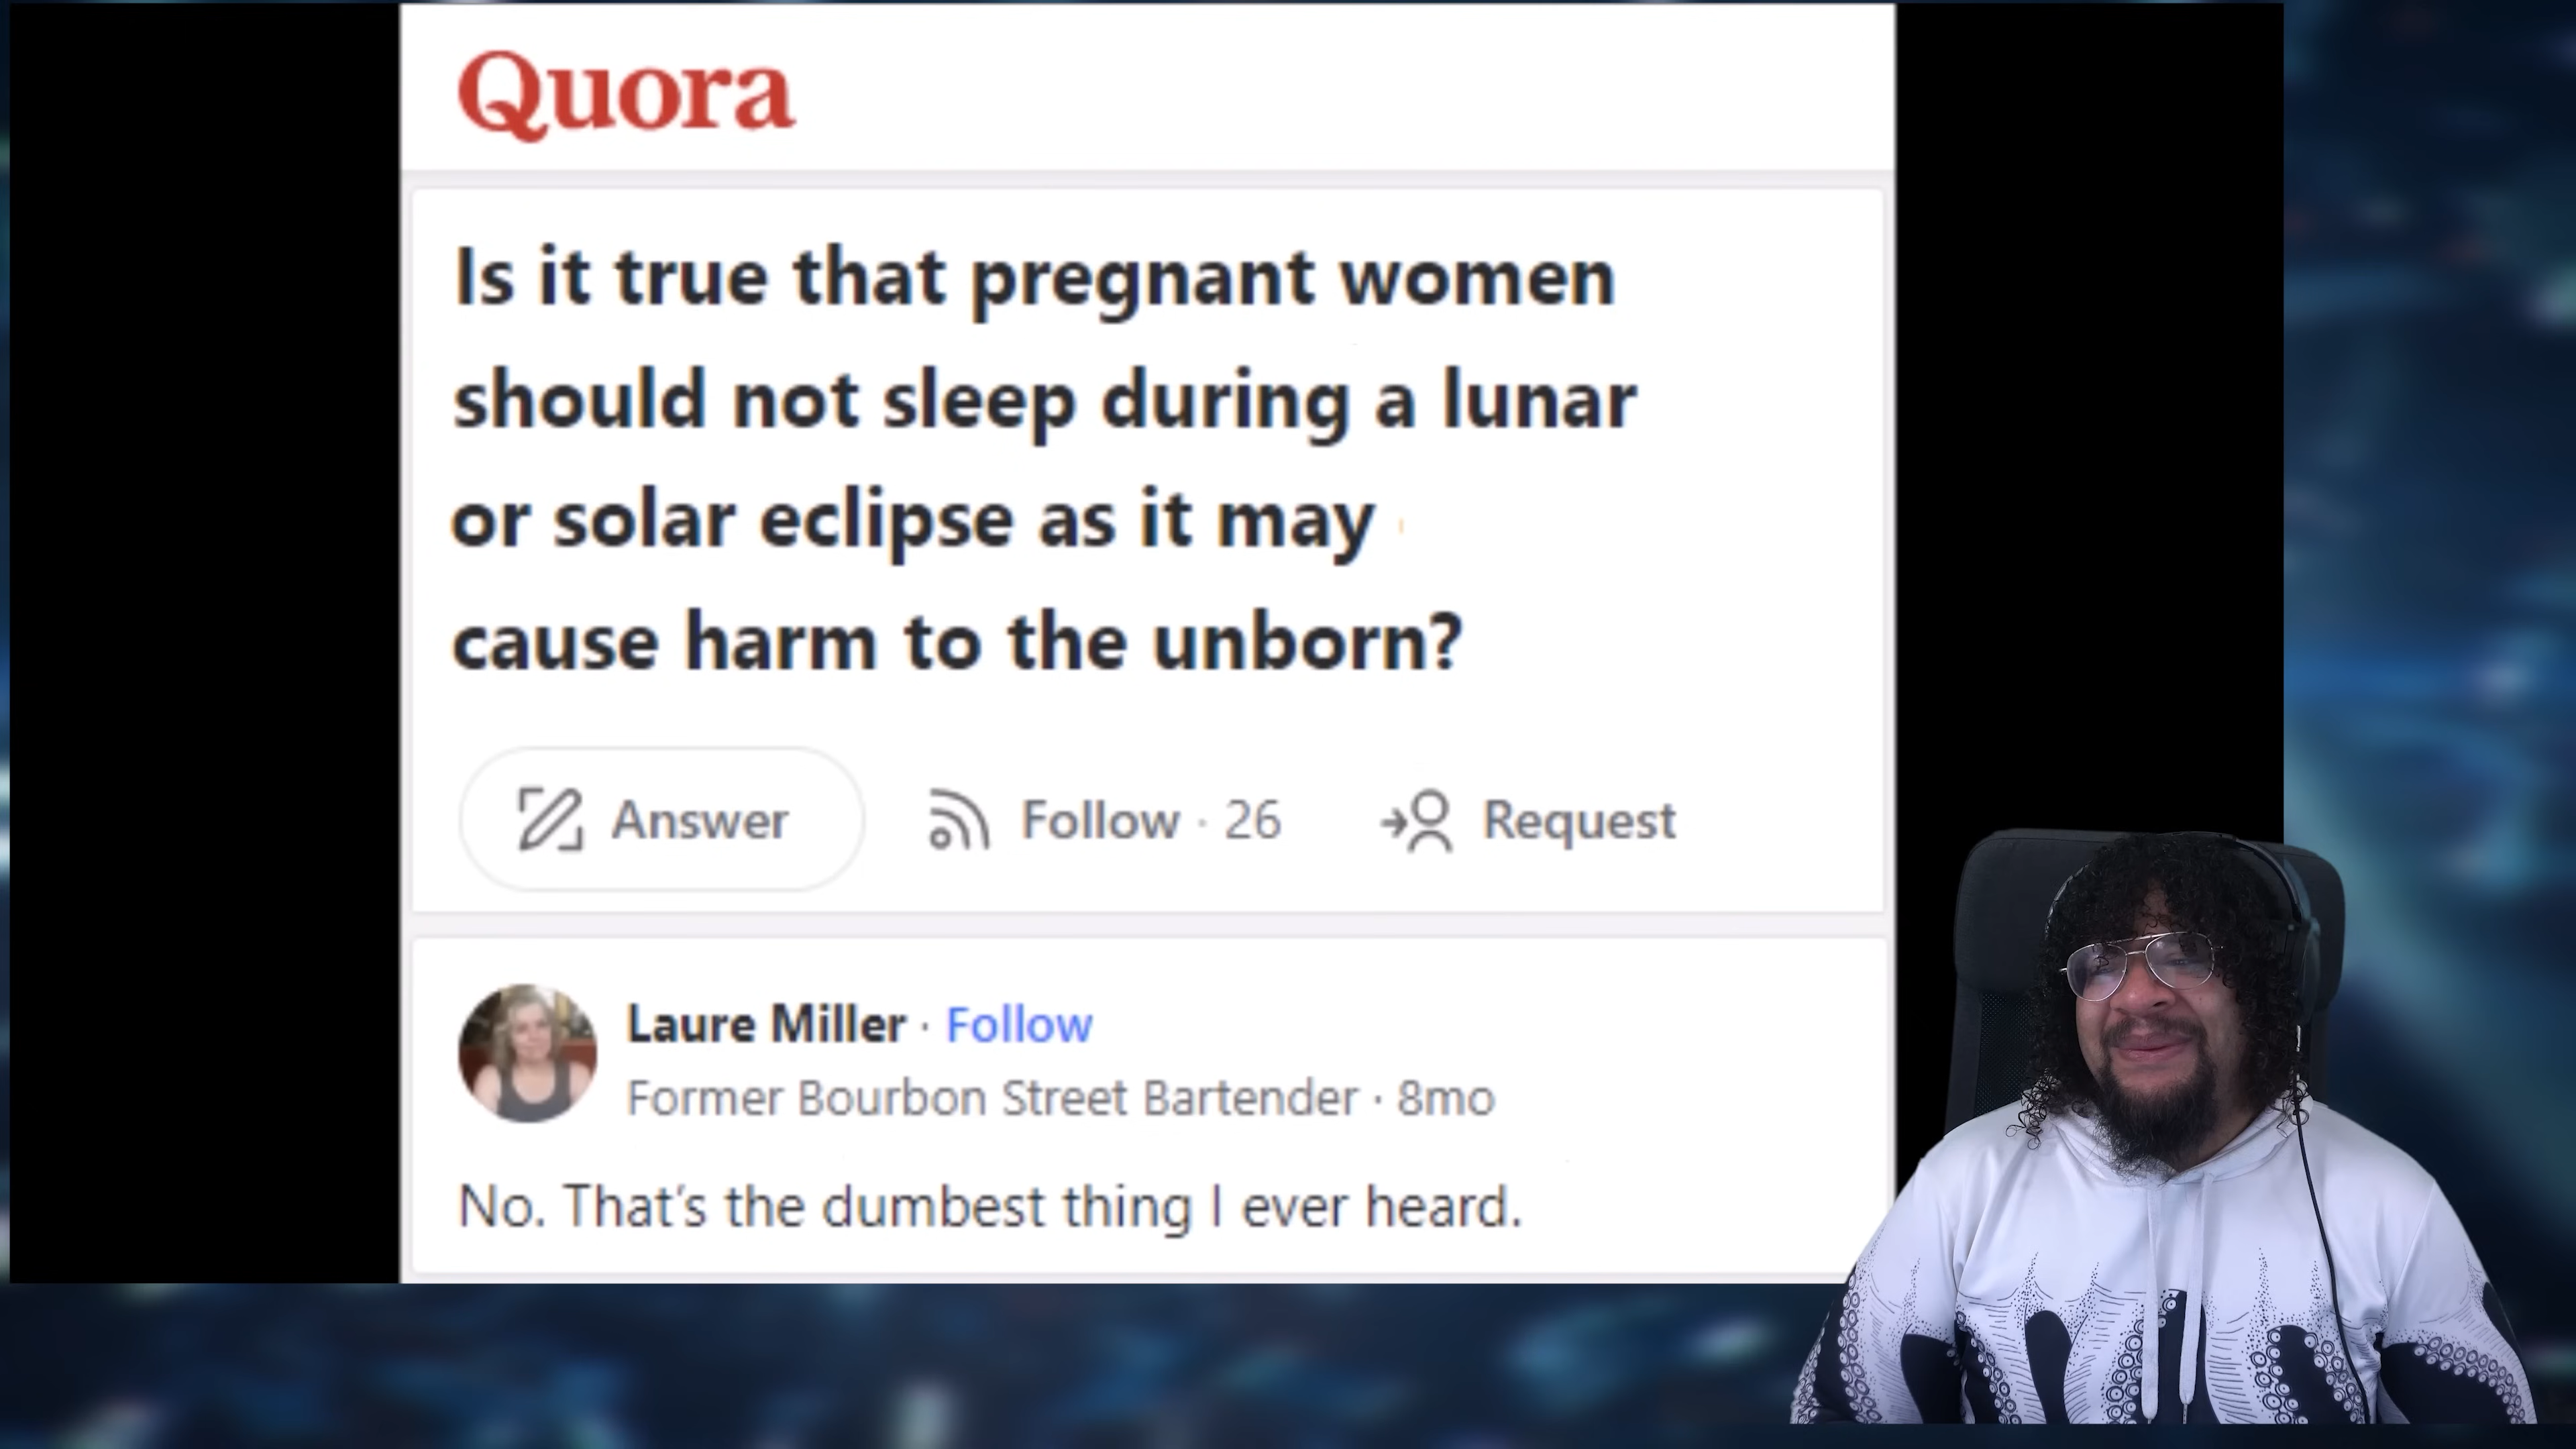 Quora
Is it true that pregnant women
should not sleep during a lunar
or solar eclipse as it may
cause harm to the unborn?
Answer Follow · 26 Request
Laure Miller · Follow
Former Bourbon Street Bartender · 8mo
No. That's the dumbest thing I ever heard.